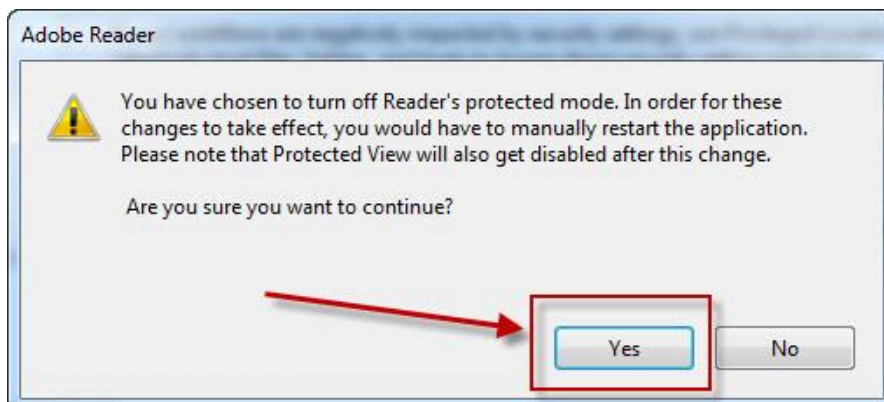 Adobe Reader
You have chosen to turn off Reader's protected mode. In order for these
changes to take effect, you would have to manually restart the application.
Please note that Protected View will also get disabled after this change.
Are you sure you want to continue?
Yes
No